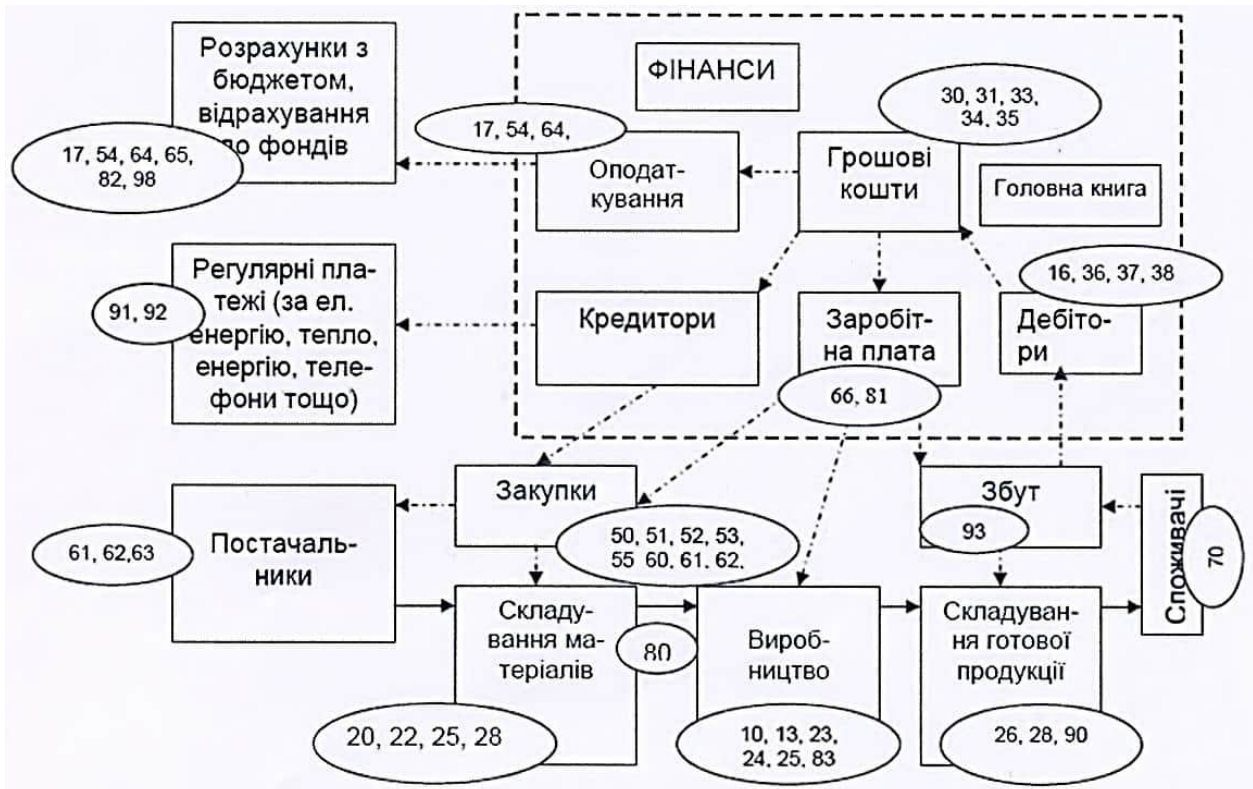 Розрахунки з
бюджетом,
відрахування
до фондів
17, 54, 64, 65,
82, 98
ФІНАНСИ
17, 54, 64,
Оподат-
кування
30, 31, 33,
34, 35
Грошові
кошти
Головна книга
16, 36, 37, 38
Регулярні пла-
тежі (за ел.
енергію, тепло,
енергію, теле-
фони тощо)
91, 92
Кредитори
Заробіт-
на плата
66, 81
Дебіто-
ри
Постачаль-
ники
61, 62,63
Закупки
50, 51, 52, 53,
55 60, 61, 62,
Збут
93
Споживачі
70
Складу-
вання ма-
теріалів
20, 22, 25, 28
80
Вироб-
ництво
10, 13, 23,
24, 25, 83
Складуван-
ня готової
продукції
26, 28, 90